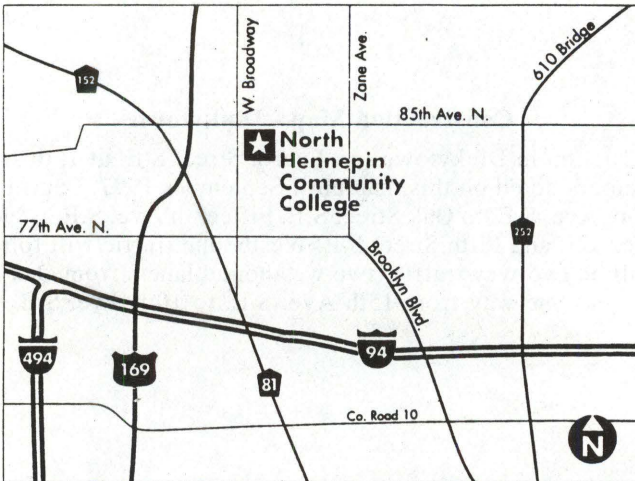 W. Broadway
Zane Ave.
610 Bridge
152
85th Ave. N.
North
Hennepin
Community
College
77th Ave. N.
252
Brooklyn Blvd.
494
169
94
81
Co. Road 10
N